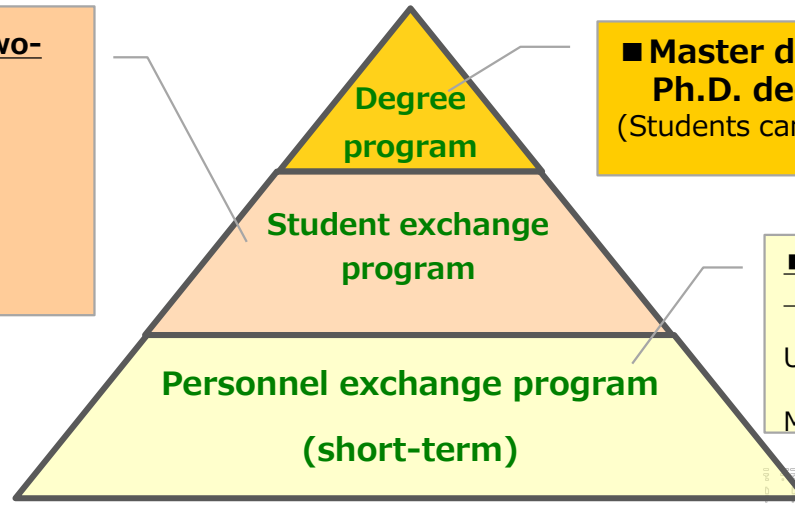 wo-
■Master d
Ph.D. de
(Students car
Degree
program
Student exchange
program
■
U
M
Personnel exchange program
(short-term)